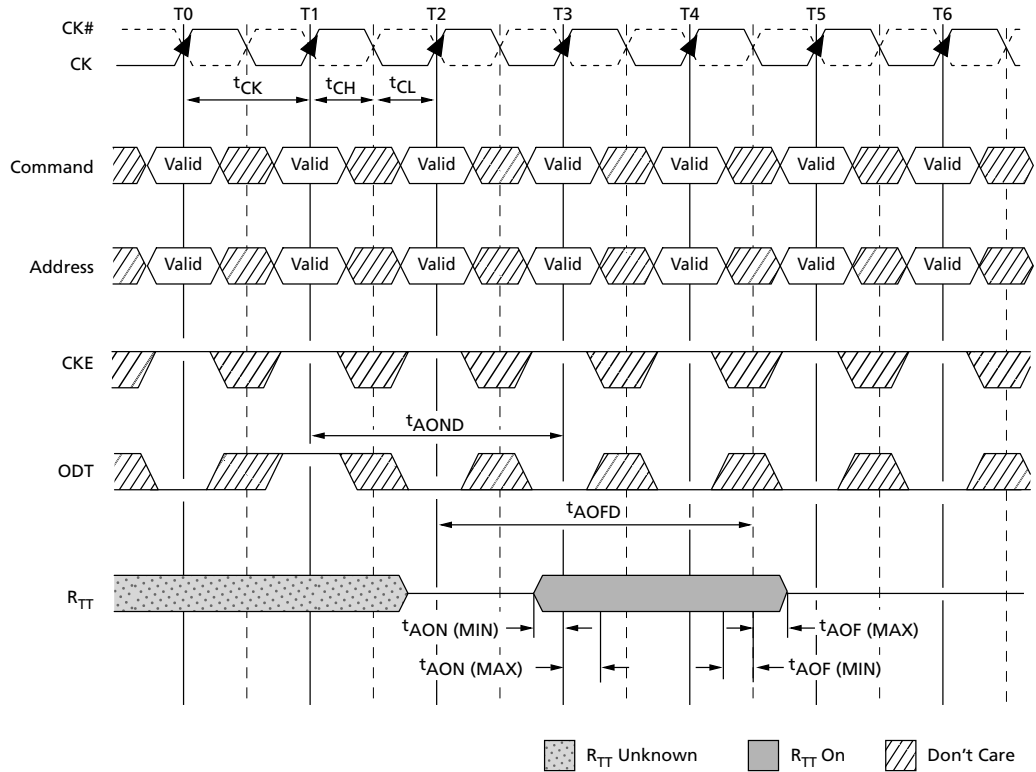 T0 T1 T2 T3 T4 T5 T6
CK#
CK
tCK tCH tCL
Command Valid Valid Valid Valid Valid Valid Valid
Address Valid Valid Valid Valid Valid Valid Valid
CKE
tAOND
ODT
tAOFD
RTT
tAON (MIN) tAOF (MAX)
tAON (MAX) tAOF (MIN)
RTT Unknown RTT On Don't Care